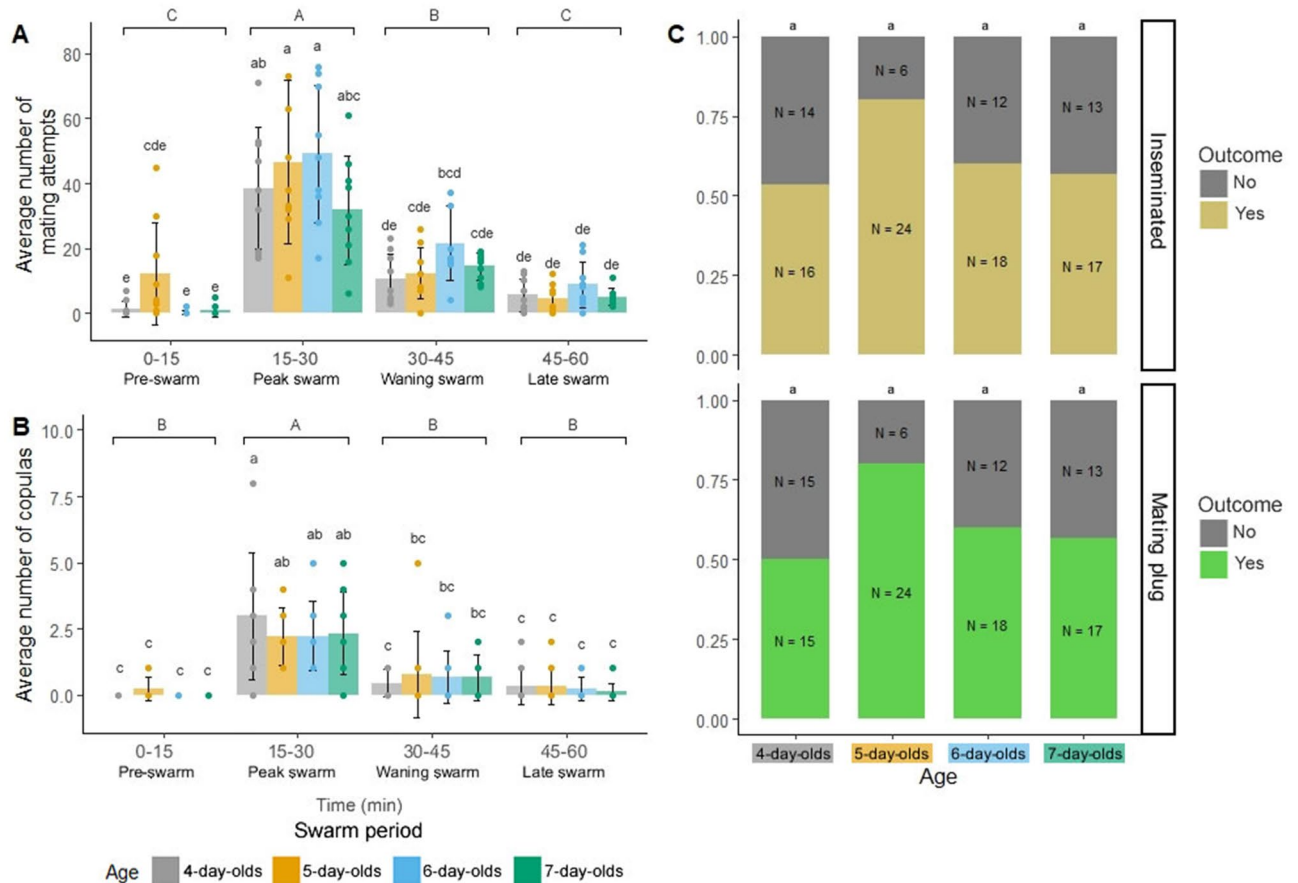 A
C
A
B
C
Average number of
mating attempts
80
60
40
20
0
e
cde
e
e
ab
a
a
abc
de
cde
bcd
cde
de
de
de
de
0-15
15-30
30-45
45-60
Pre-swarm
Peak swarm
Waning swarm
Late swarm
B
B
A
B
B
Average number of copulas
10.0
7.5
5.0
2.5
0.0
c
c
c
c
a
ab
ab
ab
c
bc
bc
bc
c
c
c
c
0-15
15-30
30-45
45-60
Pre-swarm
Peak swarm
Waning swarm
Late swarm
Time (min)
Swarm period
Age
4-day-olds
5-day-olds
6-day-olds
7-day-olds
C
a
a
a
a
1.00
0.75
0.50
0.25
0.00
N = 14
N = 6
N = 12
N = 13
N = 16
N = 24
N = 18
N = 17
Inseminated
Outcome
No
Yes
a
a
a
a
1.00
0.75
0.50
0.25
0.00
N = 15
N = 6
N = 12
N = 13
N = 15
N = 24
N = 18
N = 17
Mating plug
Outcome
No
Yes
4-day-olds
5-day-olds
6-day-olds
7-day-olds
Age